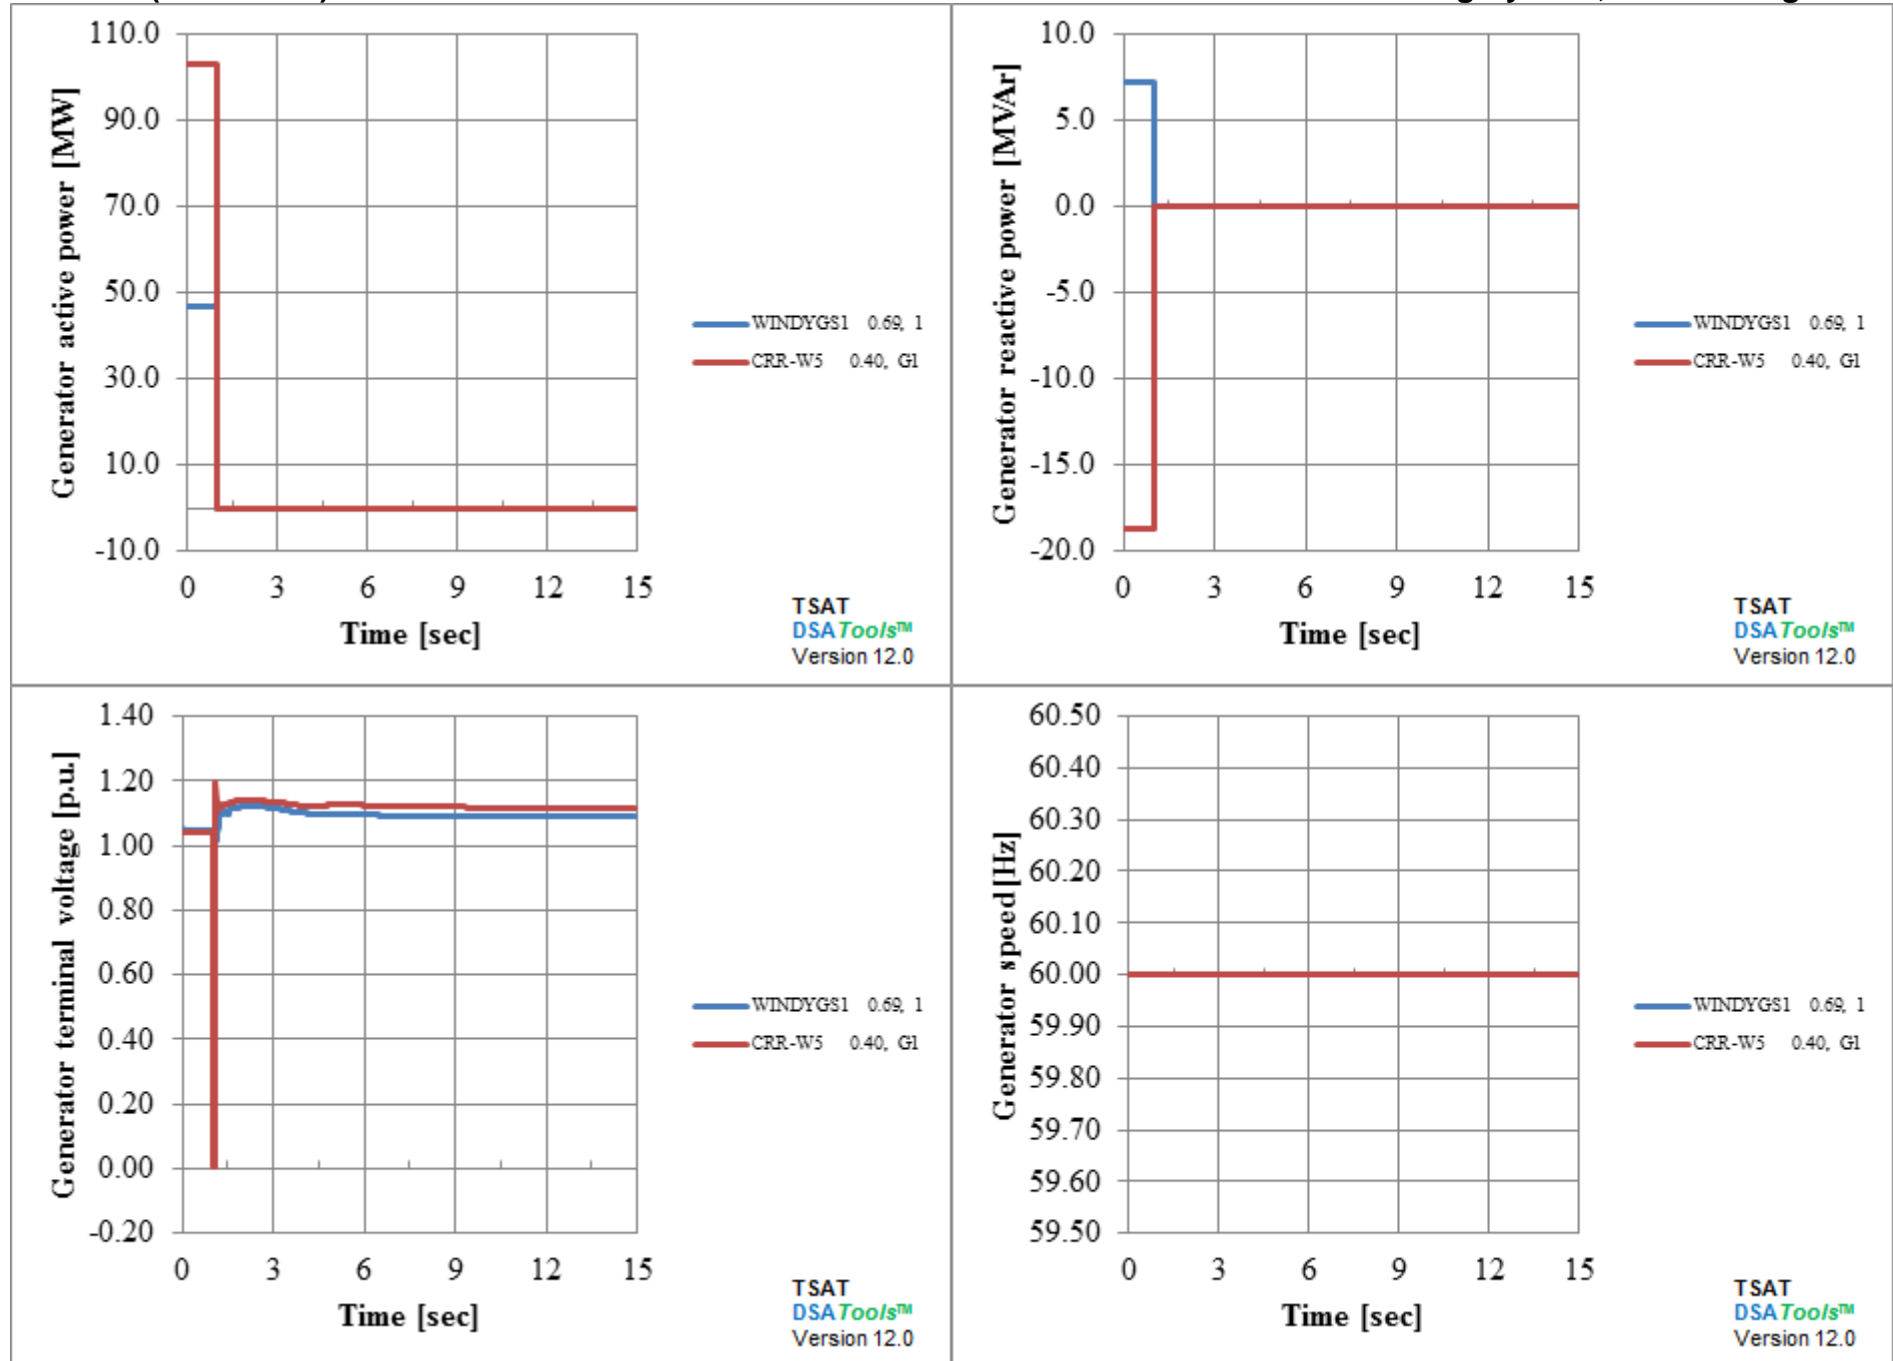 110.0
90.0
70.0
50.0
30.0
10.0
-10.0
Generator active power [MW]
0 3 6 9 12 15
Time [sec]
WINDYGS1 0.69, 1
CRR-W5 0.40, G1
TSAT
DSATools™
Version 12.0
10.0
5.0
0.0
-5.0
-10.0
-15.0
-20.0
Generator reactive power [MVAr]
0 3 6 9 12 15
Time [sec]
WINDYGS1 0.69, 1
CRR-W5 0.40, G1
TSAT
DSATools™
Version 12.0
1.40
1.20
1.00
0.80
0.60
0.40
0.20
0.00
-0.20
Generator terminal voltage [p.u.]
0 3 6 9 12 15
Time [sec]
WINDYGS1 0.69, 1
CRR-W5 0.40, G1
TSAT
DSATools™
Version 12.0
60.50
60.40
60.30
60.20
60.10
60.00
59.90
59.80
59.70
59.60
59.50
Generator speed[Hz]
0 3 6 9 12 15
Time [sec]
WINDYGS1 0.69, 1
CRR-W5 0.40, G1
TSAT
DSATools™
Version 12.0